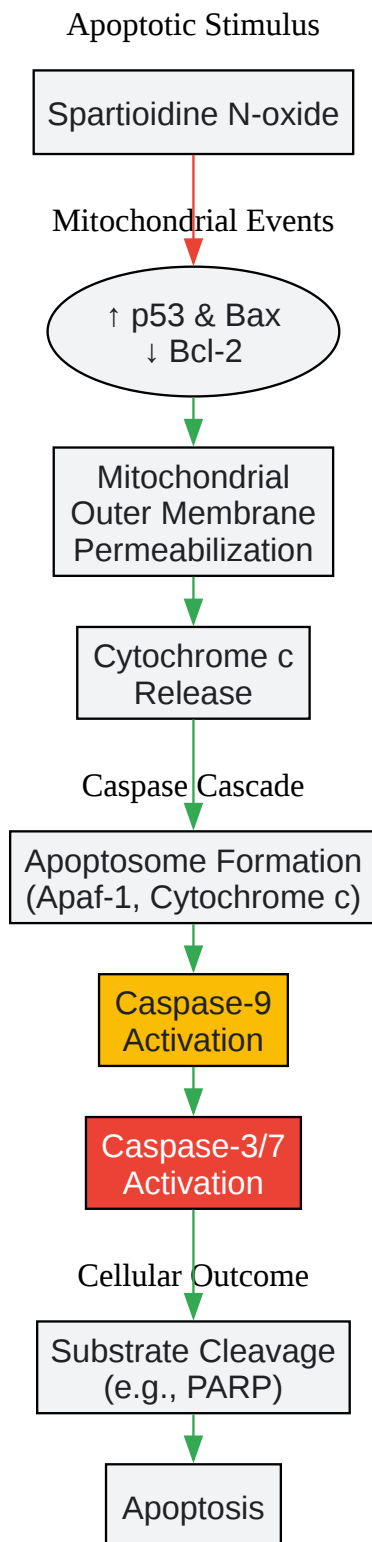 Apoptotic Stimulus
Spartioidine N-oxide
Mitochondrial Events
↑ p53 & Bax
↓ Bcl-2
Mitochondrial
Outer Membrane
Permeabilization
Cytochrome c
Release
Caspase Cascade
Apoptosome Formation
(Apaf-1, Cytochrome c)
Caspase-9
Activation
Caspase-3/7
Activation
Cellular Outcome
Substrate Cleavage
(e.g., PARP)
Apoptosis